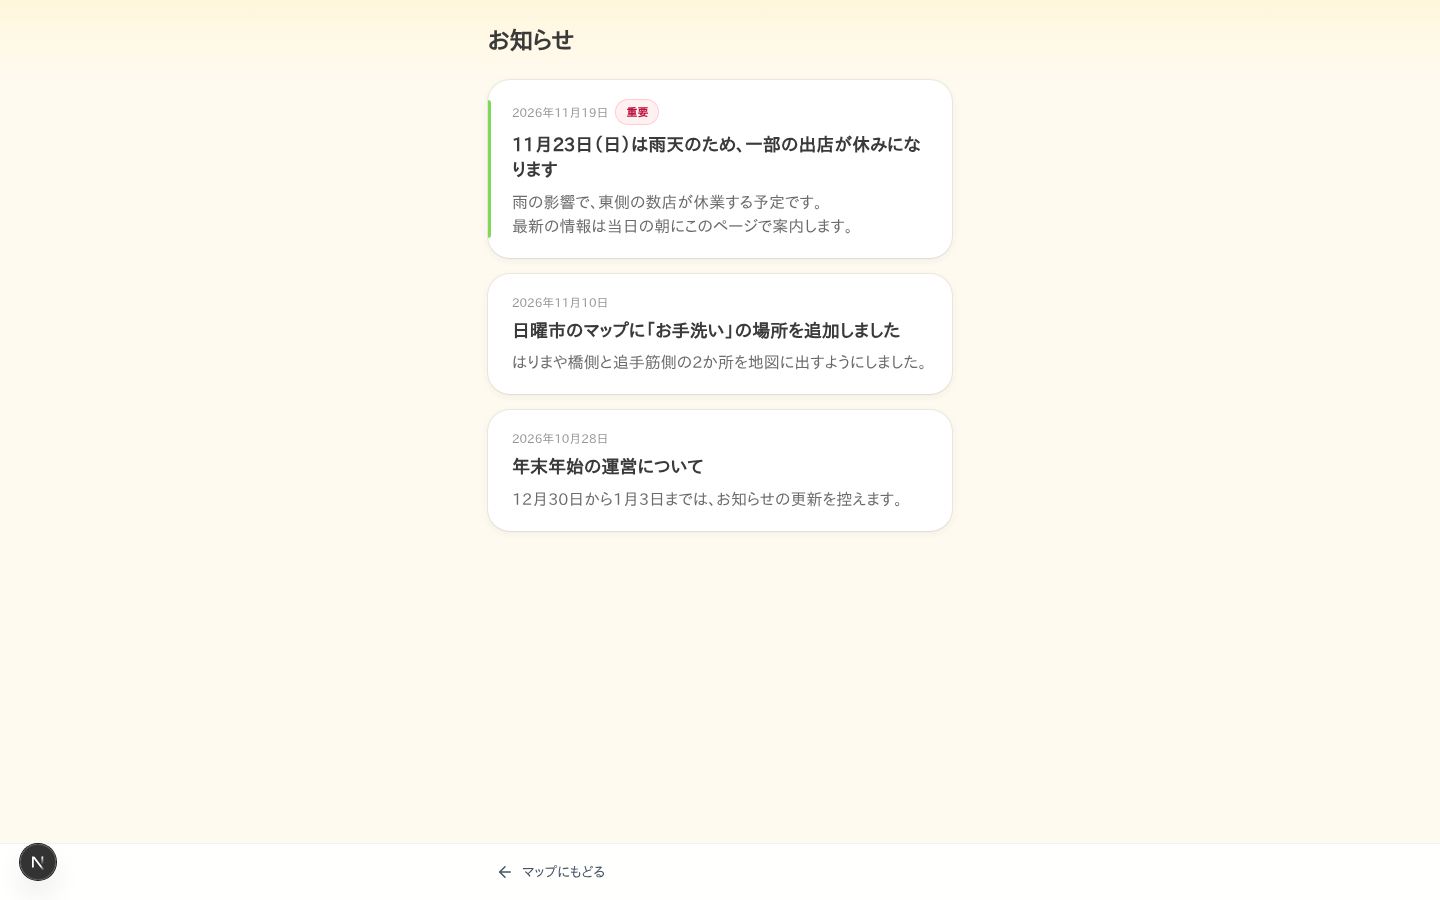 お知らせ
2026年11月19日 重要
11月23日（日）は雨天のため、一部の出店が休みにな
ります
雨の影響で、東側の数店が休業する予定です。
最新の情報は当日の朝にこのページで案内します。
2026年11月10日
日曜市のマップに「お手洗い」の場所を追加しました
はりまや橋側と追手筋側の2か所を地図に出すようにしました。
2026年10月28日
年末年始の運営について
12月30日から1月3日までは、お知らせの更新を控えます。
N
マップにもどる